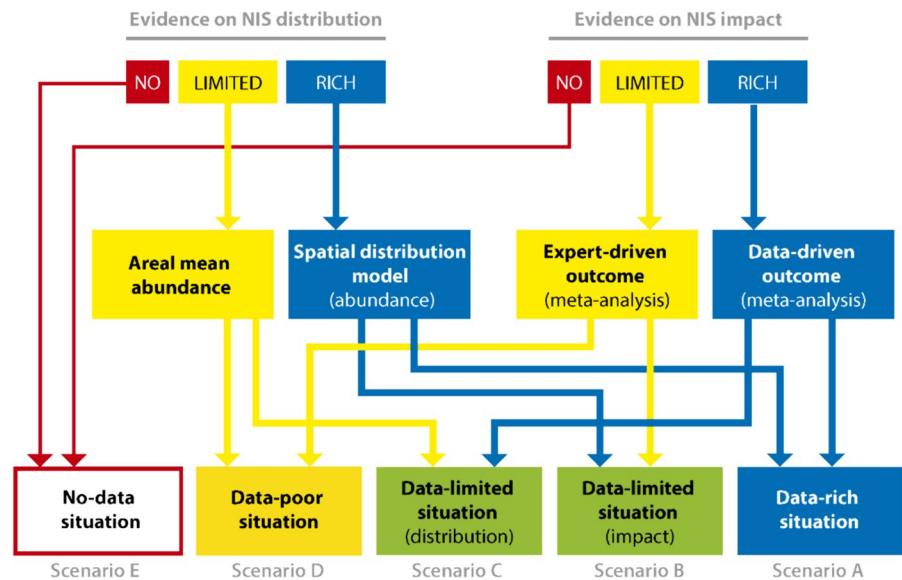 Evidence on NIS distribution
Evidence on NIS impact
NO
LIMITED
RICH
NO
LIMITED
RICH
Areal mean
abundance
Spatial distribution
model
(abundance)
Expert-driven
outcome
(meta-analysis)
Data-driven
outcome
(meta-analysis)
No-data
situation
Data-poor
situation
Data-limited
situation
(distribution)
Data-limited
situation
(impact)
Data-rich
situation
Scenario E
Scenario D
Scenario C
Scenario B
Scenario A